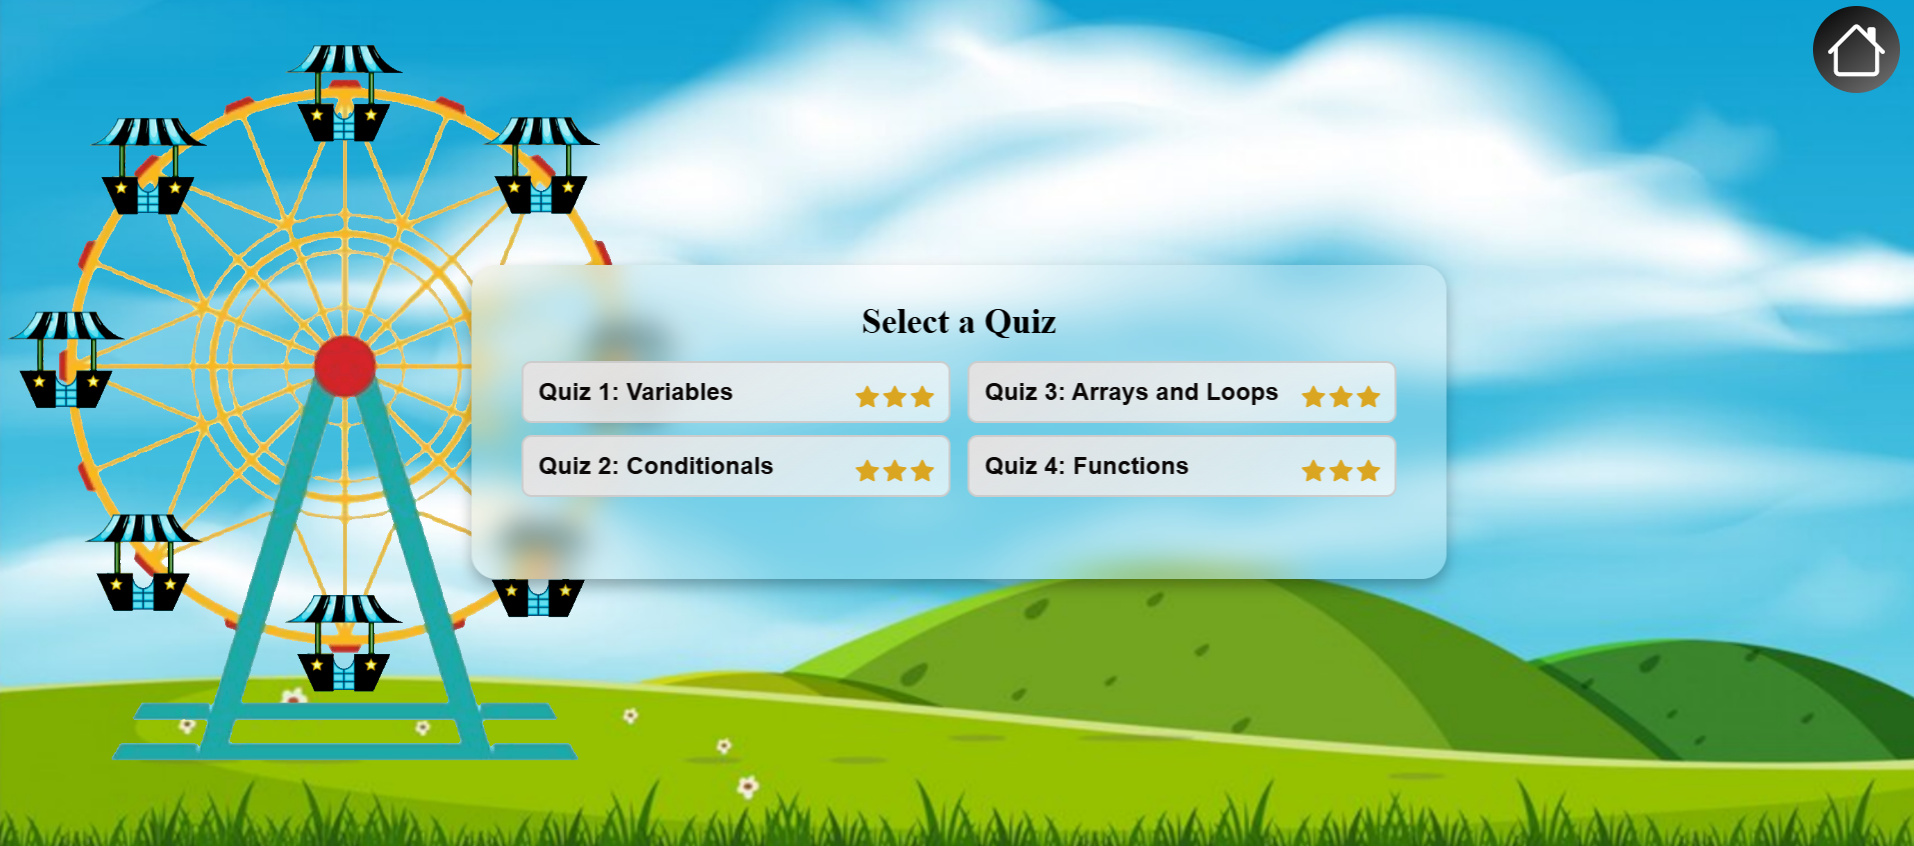 Select a Quiz
Quiz 1: Variables
Quiz 3: Arrays and Loops
Quiz 2: Conditionals
Quiz 4: Functions